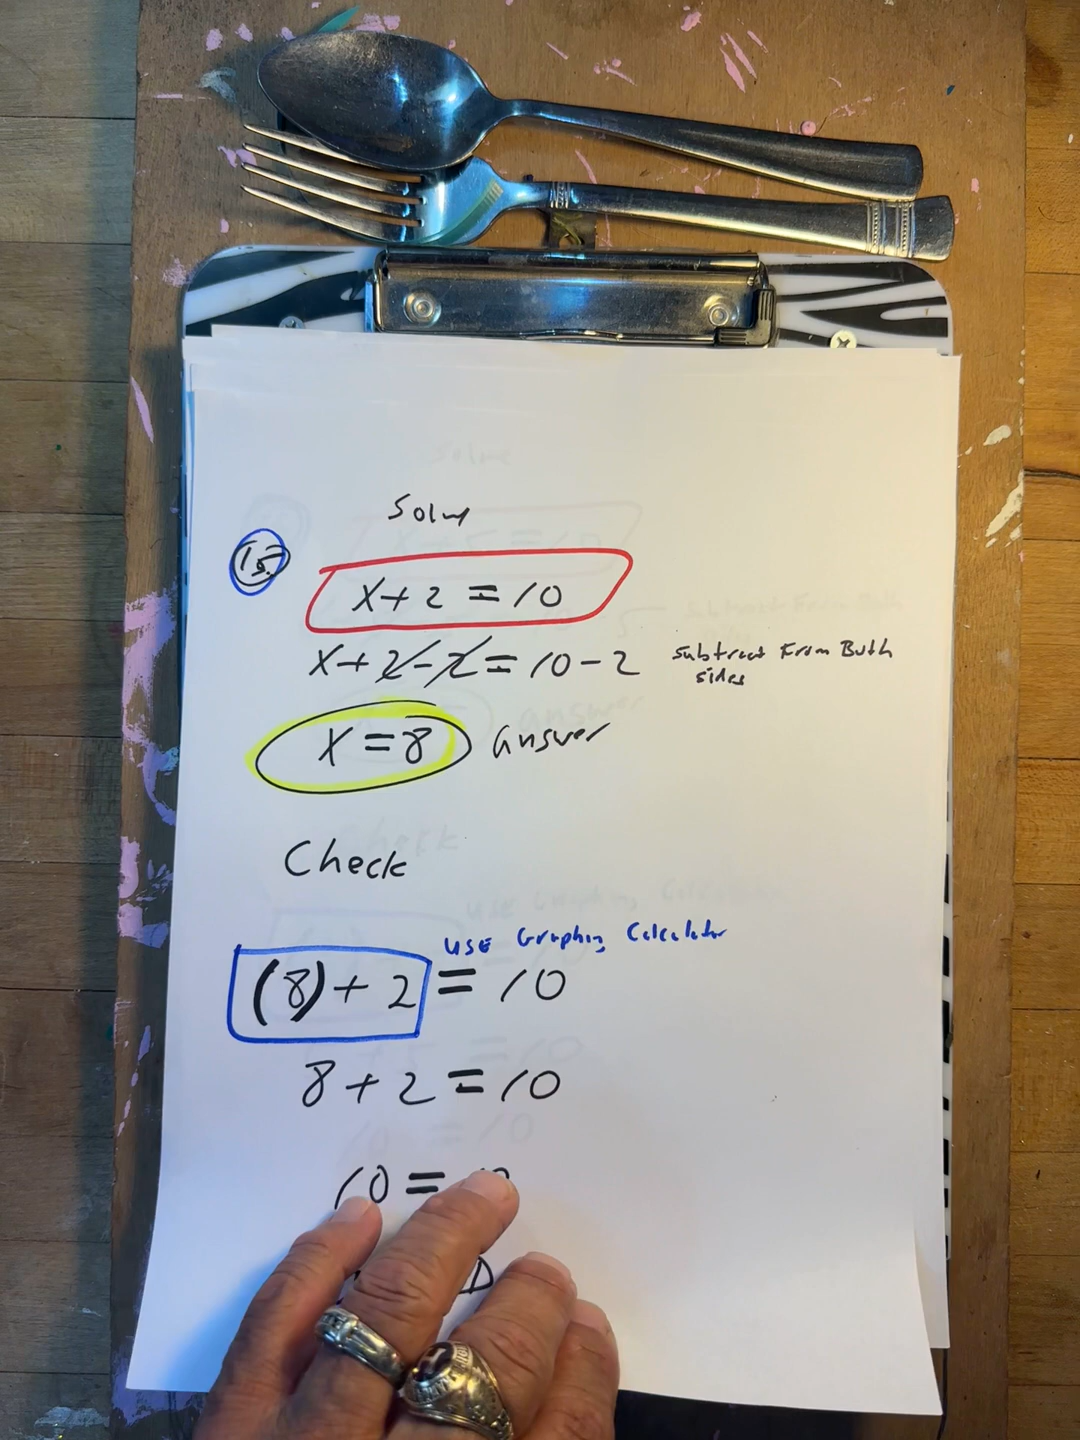 Solve
15.
x + 2 = 10
x + 2 - 2 = 10 - 2 Subtract From Both
sides
x = 8 answer
Check
USE Graphing Calculator
(8) + 2 = 10
8 + 2 = 10
10 =